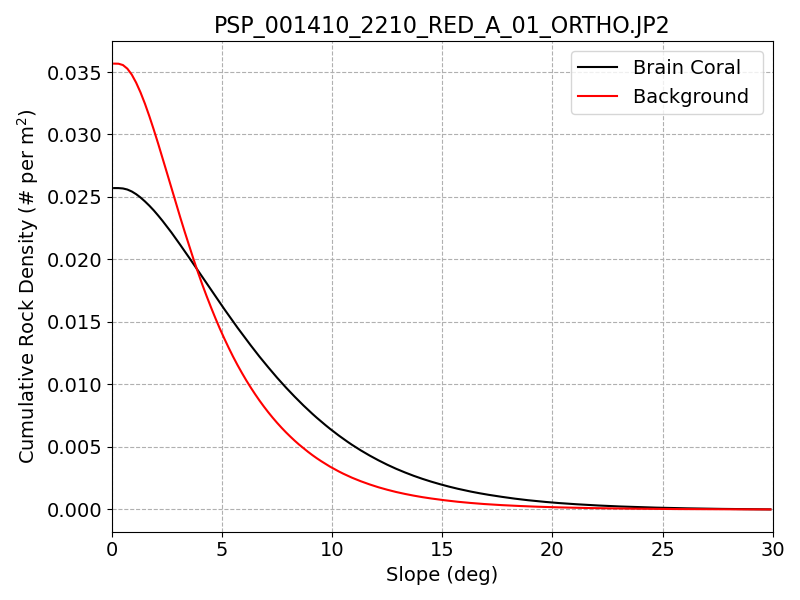 PSP_001410_2210_RED_A_01_ORTHO.JP2
Brain Coral
Background
Cumulative Rock Density (# per m²)
0.035
0.030
0.025
0.020
0.015
0.010
0.005
0.000
0 5 10 15 20 25 30
Slope (deg)